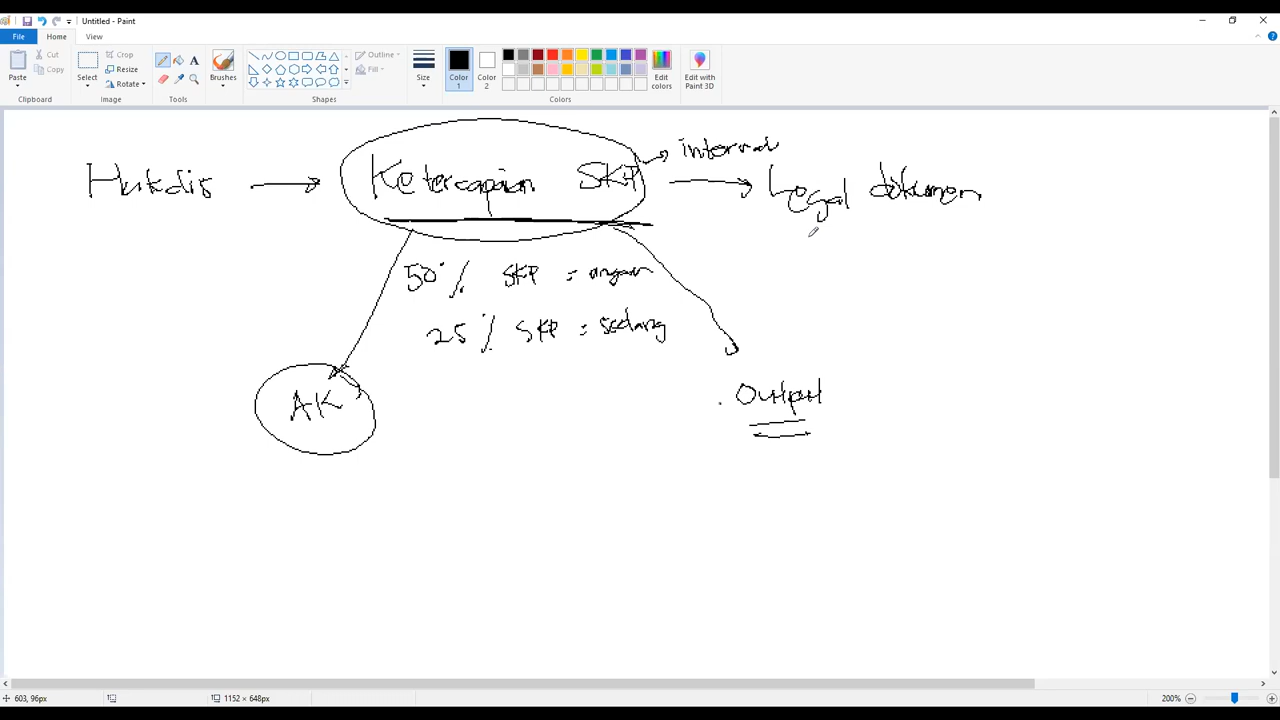 Untitled - Paint
File Home View
Paste
Cut
Copy
Clipboard
Select
Crop
Resize
Rotate
Image
Tools
Brushes
Shapes
Outline
Fill
Size
Color 1
Color 2
Colors
Edit colors
Edit with Paint 3D
internal
Hukdis Ketercapaian SKP Legal dokumen
50 % SKP = ringan
25 % SKP = sedang
AK
Output
603, 96px
1152 × 648px
200%